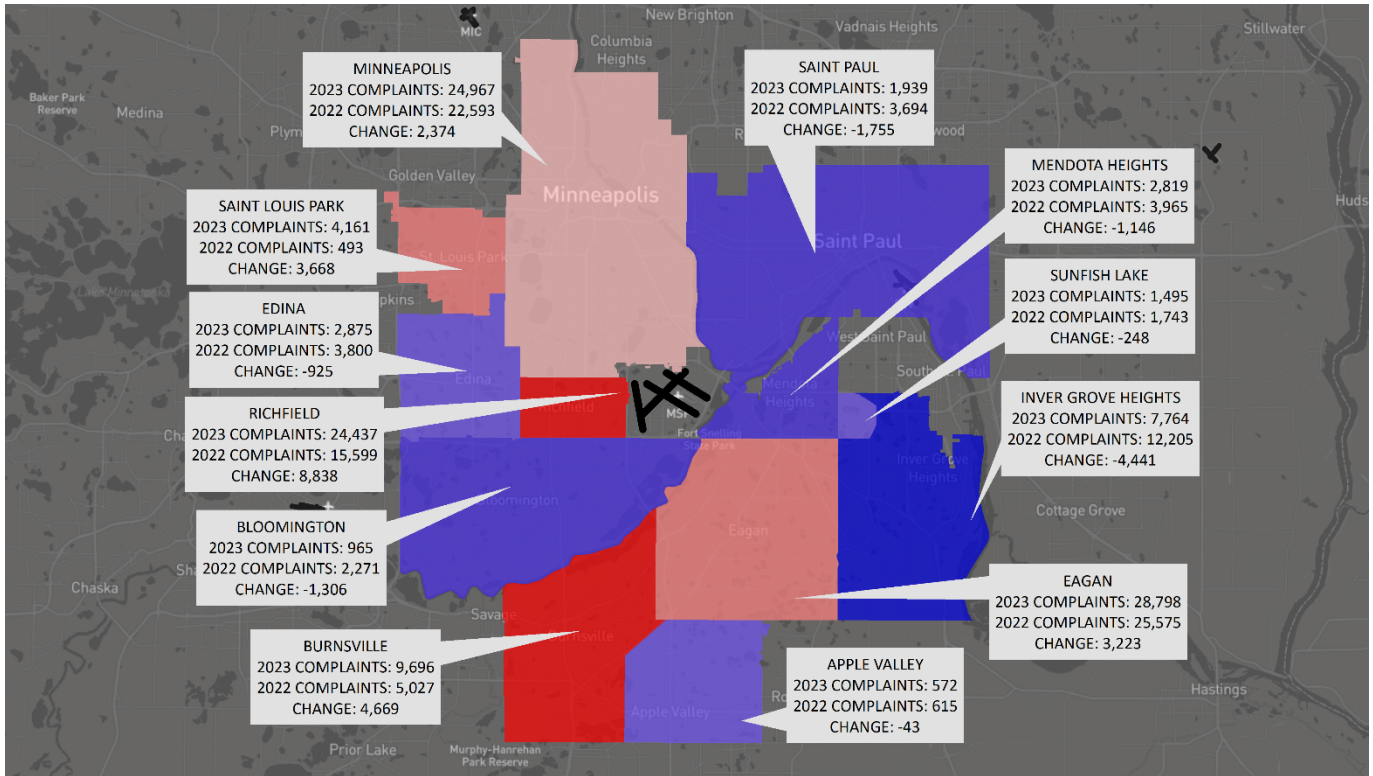 New Brighton
Vadnais Heights
Stillwater
MIC
Columbia
Heights
MINNEAPOLIS
2023 COMPLAINTS: 24,967
2022 COMPLAINTS: 22,593
CHANGE: 2,374
SAINT PAUL
2023 COMPLAINTS: 1,939
2022 COMPLAINTS: 3,694
CHANGE: -1,755
Baker Park
Reserve
Medina
Golden Valley
Minneapolis
MENDOTA HEIGHTS
2023 COMPLAINTS: 2,819
2022 COMPLAINTS: 3,965
CHANGE: -1,146
SAINT LOUIS PARK
2023 COMPLAINTS: 4,161
2022 COMPLAINTS: 493
CHANGE: 3,668
St. Louis Park
Saint Paul
SUNFISH LAKE
2023 COMPLAINTS: 1,495
2022 COMPLAINTS: 1,743
CHANGE: -248
Lake Minnetonka
EDINA
2023 COMPLAINTS: 2,875
2022 COMPLAINTS: 3,800
CHANGE: -925
Edina
West Saint Paul
Mendota
Heights
MSP
Fort Snelling
State Park
INVER GROVE HEIGHTS
2023 COMPLAINTS: 7,764
2022 COMPLAINTS: 12,205
CHANGE: -4,441
RICHFIELD
2023 COMPLAINTS: 24,437
2022 COMPLAINTS: 15,599
CHANGE: 8,838
Inver Grove
Heights
Bloomington
Cottage Grove
BLOOMINGTON
2023 COMPLAINTS: 965
2022 COMPLAINTS: 2,271
CHANGE: -1,306
Eagan
Chaska
EAGAN
2023 COMPLAINTS: 28,798
2022 COMPLAINTS: 25,575
CHANGE: 3,223
Savage
Burnsville
BURNSVILLE
2023 COMPLAINTS: 9,696
2022 COMPLAINTS: 5,027
CHANGE: 4,669
APPLE VALLEY
2023 COMPLAINTS: 572
2022 COMPLAINTS: 615
CHANGE: -43
Apple Valley
Hastings
Prior Lake
Murphy-Hanrehan
Park Reserve